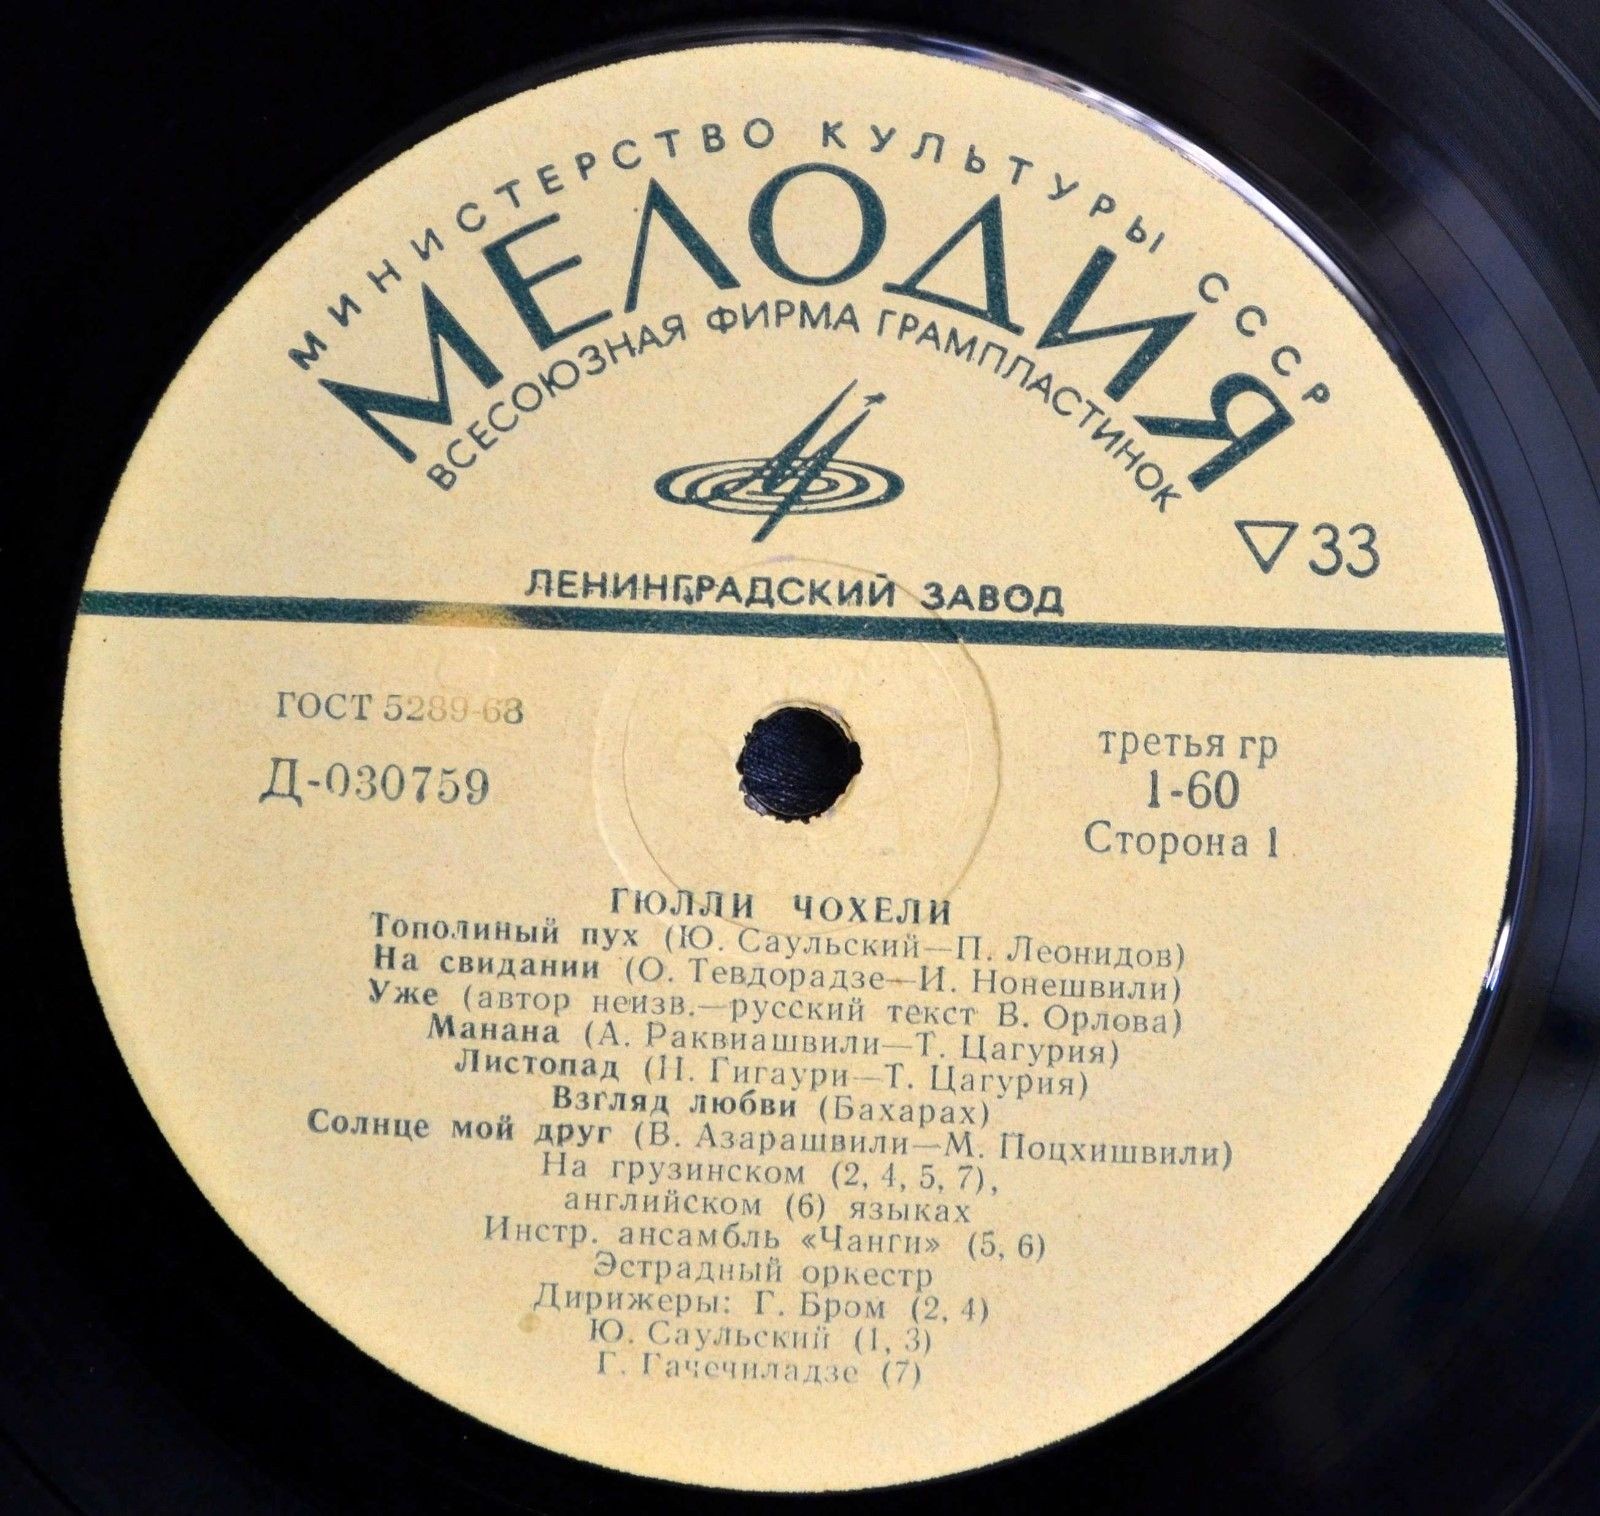 МИНИСТЕРСТВО КУЛЬТУРЫ СССР
МЕЛОДИЯ
ВСЕСОЮЗНАЯ ФИРМА ГРАМПЛАСТИНОК
▽33
ЛЕНИНГРАДСКИЙ ЗАВОД
ГОСТ 5289-68
Д-030759
третья гр
1-60
Сторона 1
ГЮЛЛИ ЧОХЕЛИ
Тополиный пух (Ю. Саульский—П. Леонидов)
На свидании (О. Тевдорадзе—И. Нонешвили)
Уже (автор неизв.—русский текст В. Орлова)
Манана (А. Раквиашвили—Т. Цагурия)
Листопад (Н. Гигаури—Т. Цагурия)
Взгляд любви (Бахарах)
Солнце мой друг (В. Азарашвили—М. Поцхишвили)
На грузинском (2, 4, 5, 7),
английском (6) языках
Инстр. ансамбль «Чанги» (5, 6)
Эстрадный оркестр
Дирижеры: Г. Бром (2, 4)
Ю. Саульский (1, 3)
Г. Гачечиладзе (7)